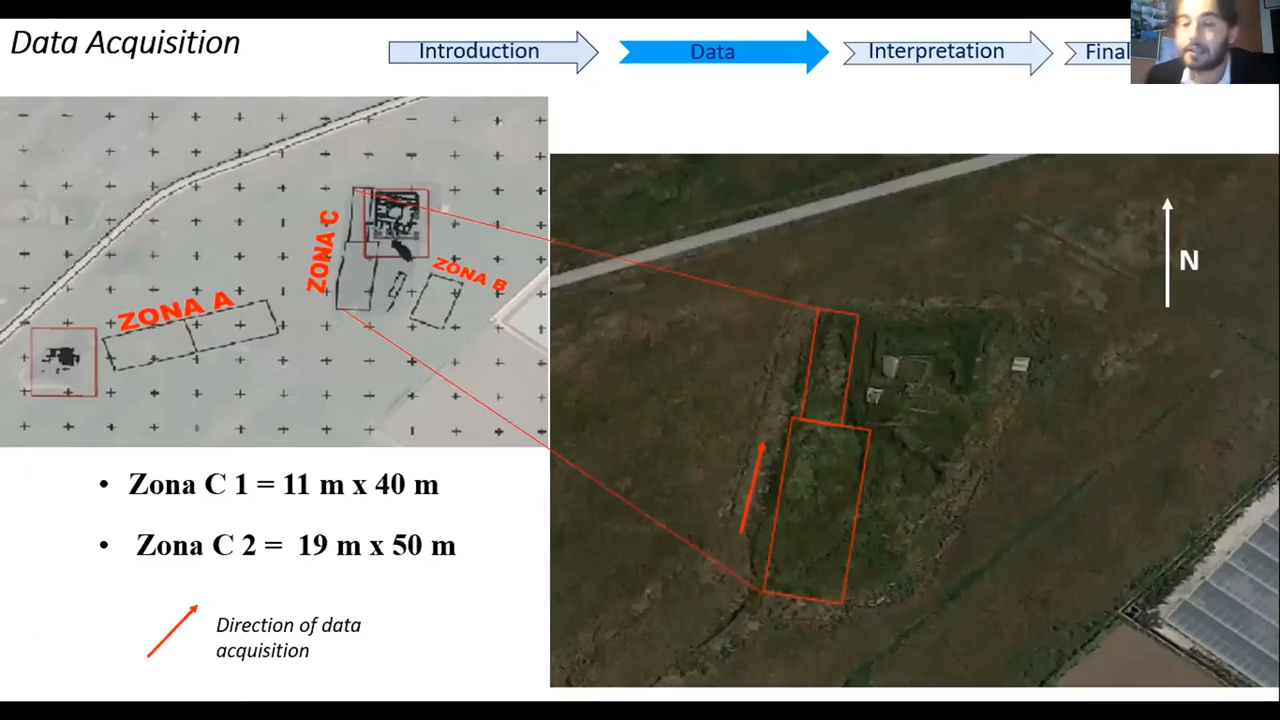 Data Acquisition
Introduction
Data
Interpretation
Final
ZONA A
ZONA C
ZONA B
N
• Zona C 1 = 11 m x 40 m
• Zona C 2 = 19 m x 50 m
Direction of data
acquisition